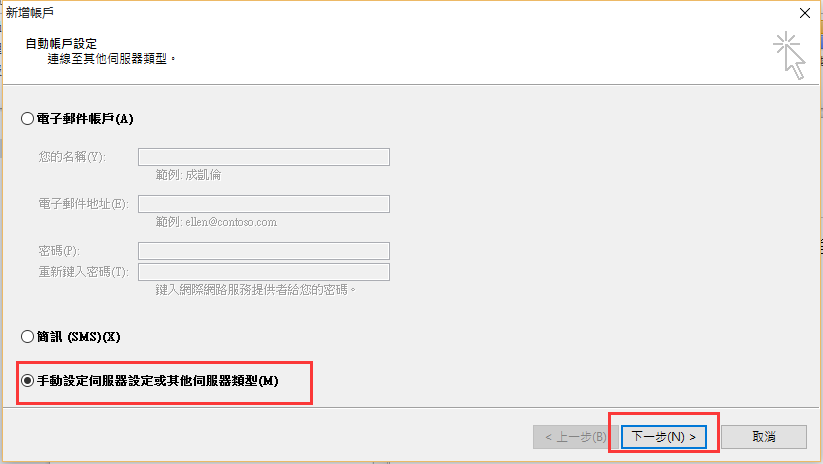 新增帳戶
自動帳戶設定
連線至其他伺服器類型。
電子郵件帳戶(A)
您的名稱(Y):
範例: 成凱倫
電子郵件地址(E):
範例: ellen@contoso.com
密碼(P):
重新鍵入密碼(T):
鍵入網際網路服務提供者給您的密碼。
簡訊 (SMS)(X)
手動設定伺服器設定或其他伺服器類型(M)
< 上一步(B) 下一步(N) > 取消